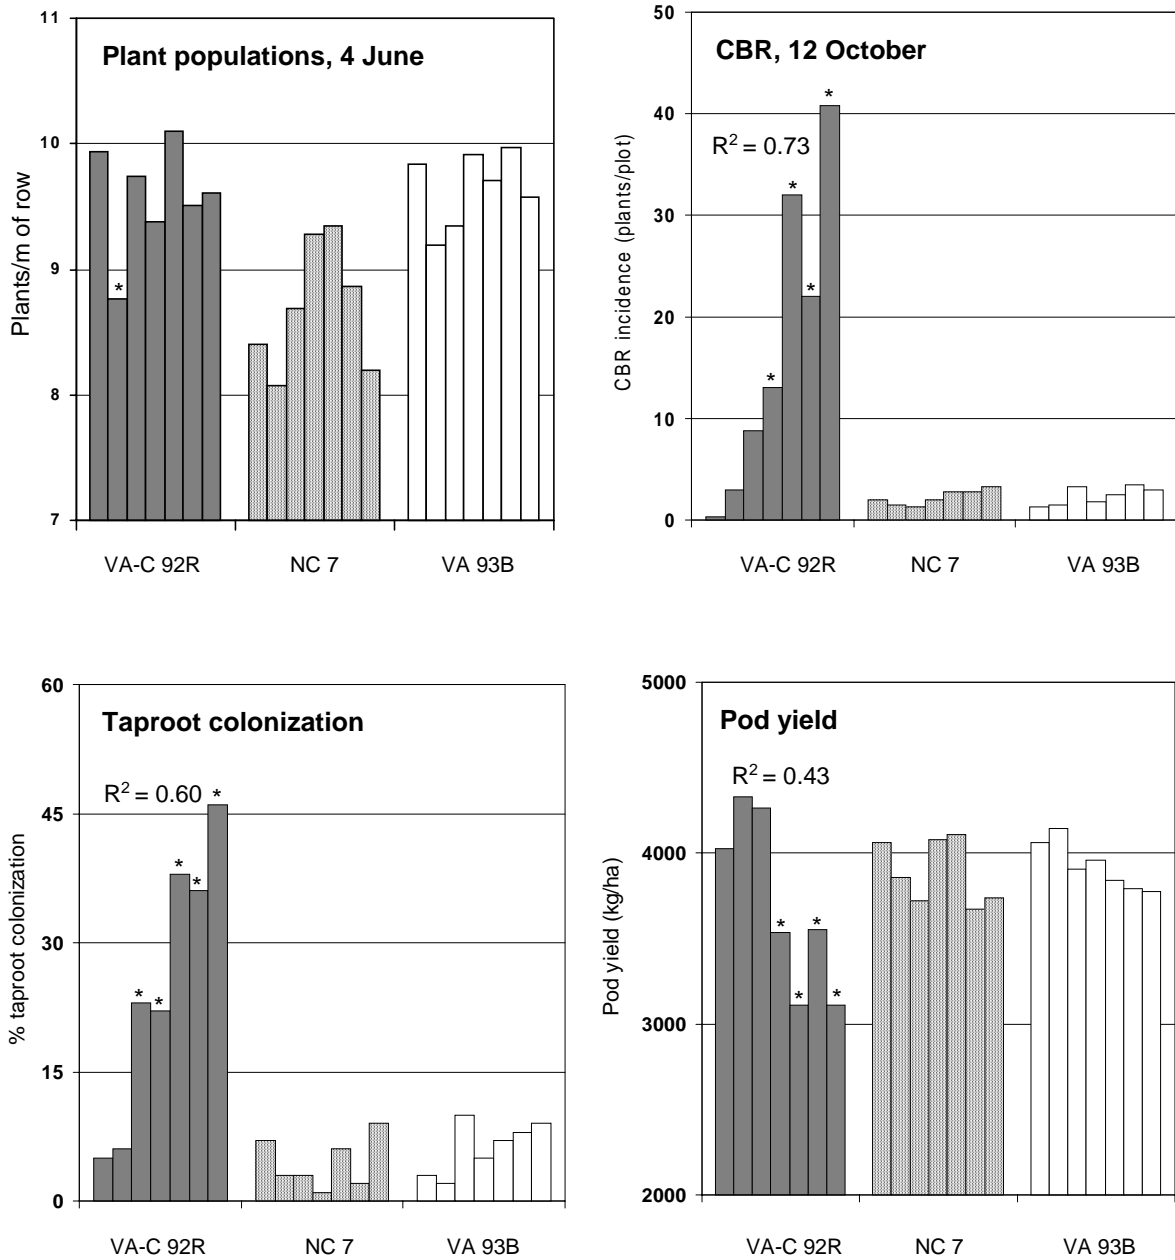 Plant populations, 4 June
Plants/m of row
11
10
9
8
7
*
VA-C 92R NC 7 VA 93B
CBR, 12 October
R2 = 0.73
CBR incidence (plants/plot)
50
40
30
20
10
0
* * * *
VA-C 92R NC 7 VA 93B
Taproot colonization
R2 = 0.60
% taproot colonization
60
45
30
15
0
* * * * *
VA-C 92R NC 7 VA 93B
Pod yield
R2 = 0.43
Pod yield (kg/ha)
5000
4000
3000
2000
* * * *
VA-C 92R NC 7 VA 93B